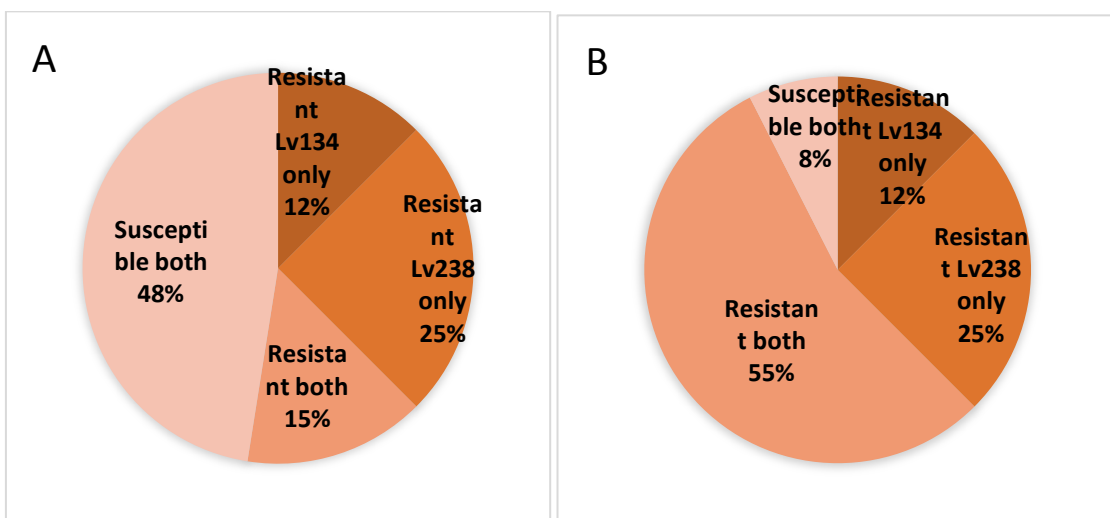 A
Resista
nt
Lv134
only
12%
Resista
nt
Lv238
only
25%
Resista
nt both
15%
Suscepti
ble both
48%
B
Resistan
t Lv134
only
12%
Resistan
t Lv238
only
25%
Resistan
t both
55%
Suscepti
ble both
8%